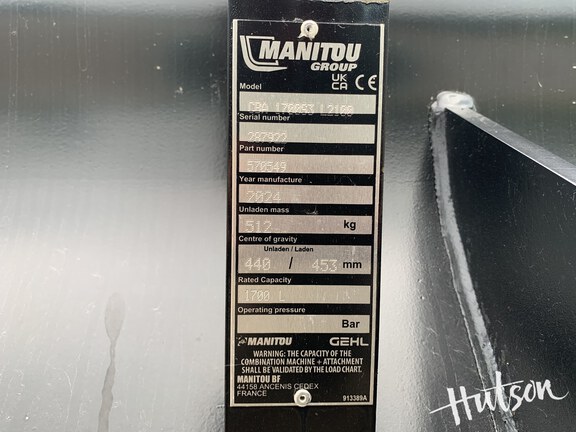 MANITOU
GROUP
UK
CA CE
Model
CBA 1700S3 L2100
Serial number
787922
Part number
570549
Year manufacture
2024
Unladen mass
512 kg
Centre of gravity
Unladen / Laden
440 / 453 mm
Rated Capacity
1700 L
Operating pressure
Bar
MANITOU GEHL
WARNING: THE CAPACITY OF THE
COMBINATION MACHINE + ATTACHMENT
SHALL BE VALIDATED BY THE LOAD CHART.
MANITOU BF
44158 ANCENIS CEDEX
FRANCE
913389A
Hutson